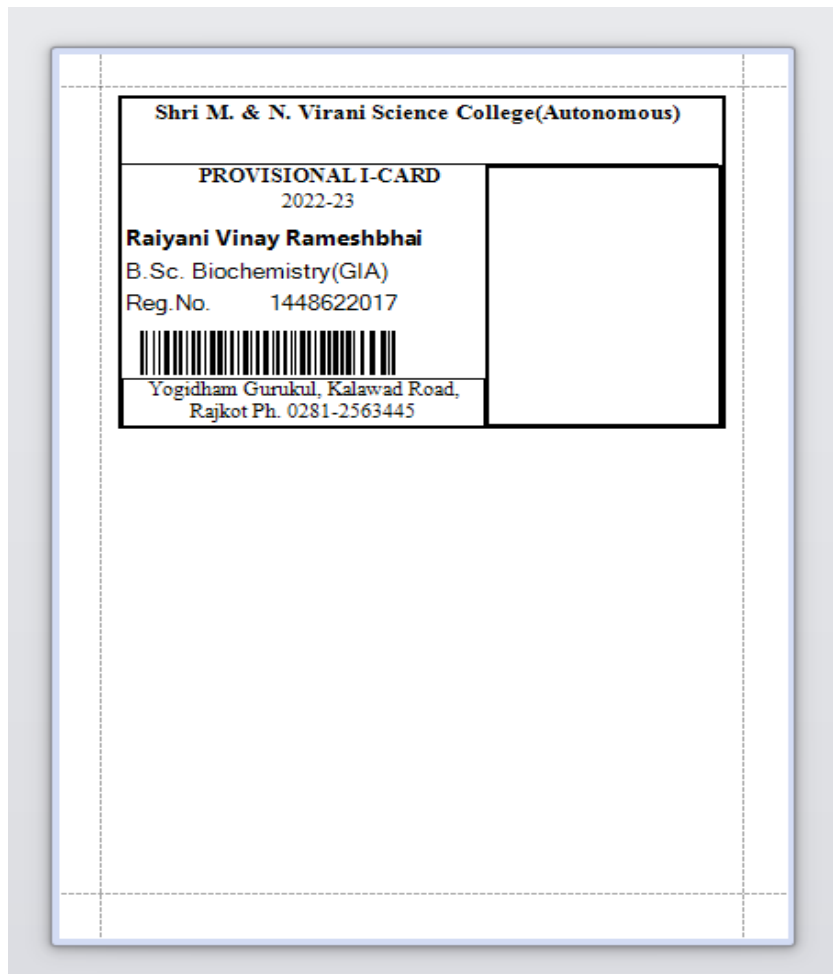 Shri M. & N. Virani Science College(Autonomous)
PROVISIONAL I-CARD
2022-23
Raiyani Vinay Rameshbhai
B.Sc. Biochemistry(GIA)
Reg.No. 1448622017
Yogidham Gurukul, Kalawad Road,
Rajkot Ph. 0281-2563445